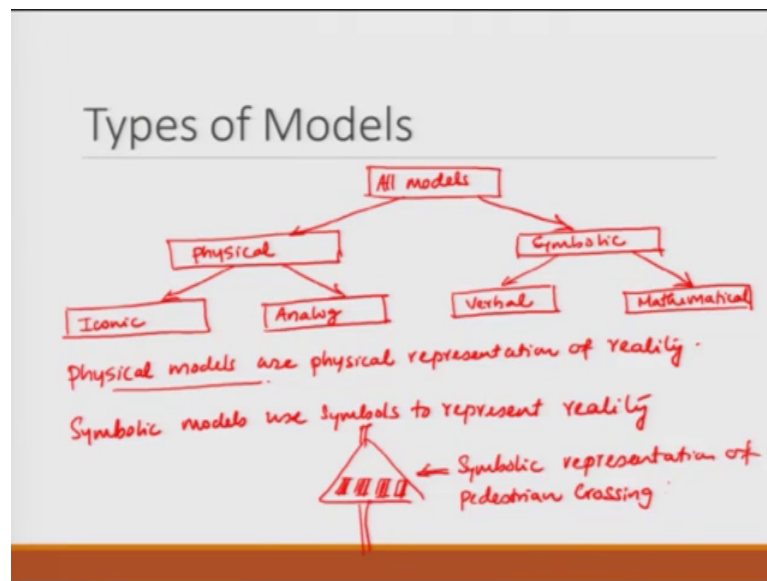 Types of Models
All models
Physical
Symbolic
Iconic
Analog
Verbal
Mathematical
Physical models are physical representation of reality.
Symbolic models use symbols to represent reality
Symbolic representation of
Pedestrian Crossing